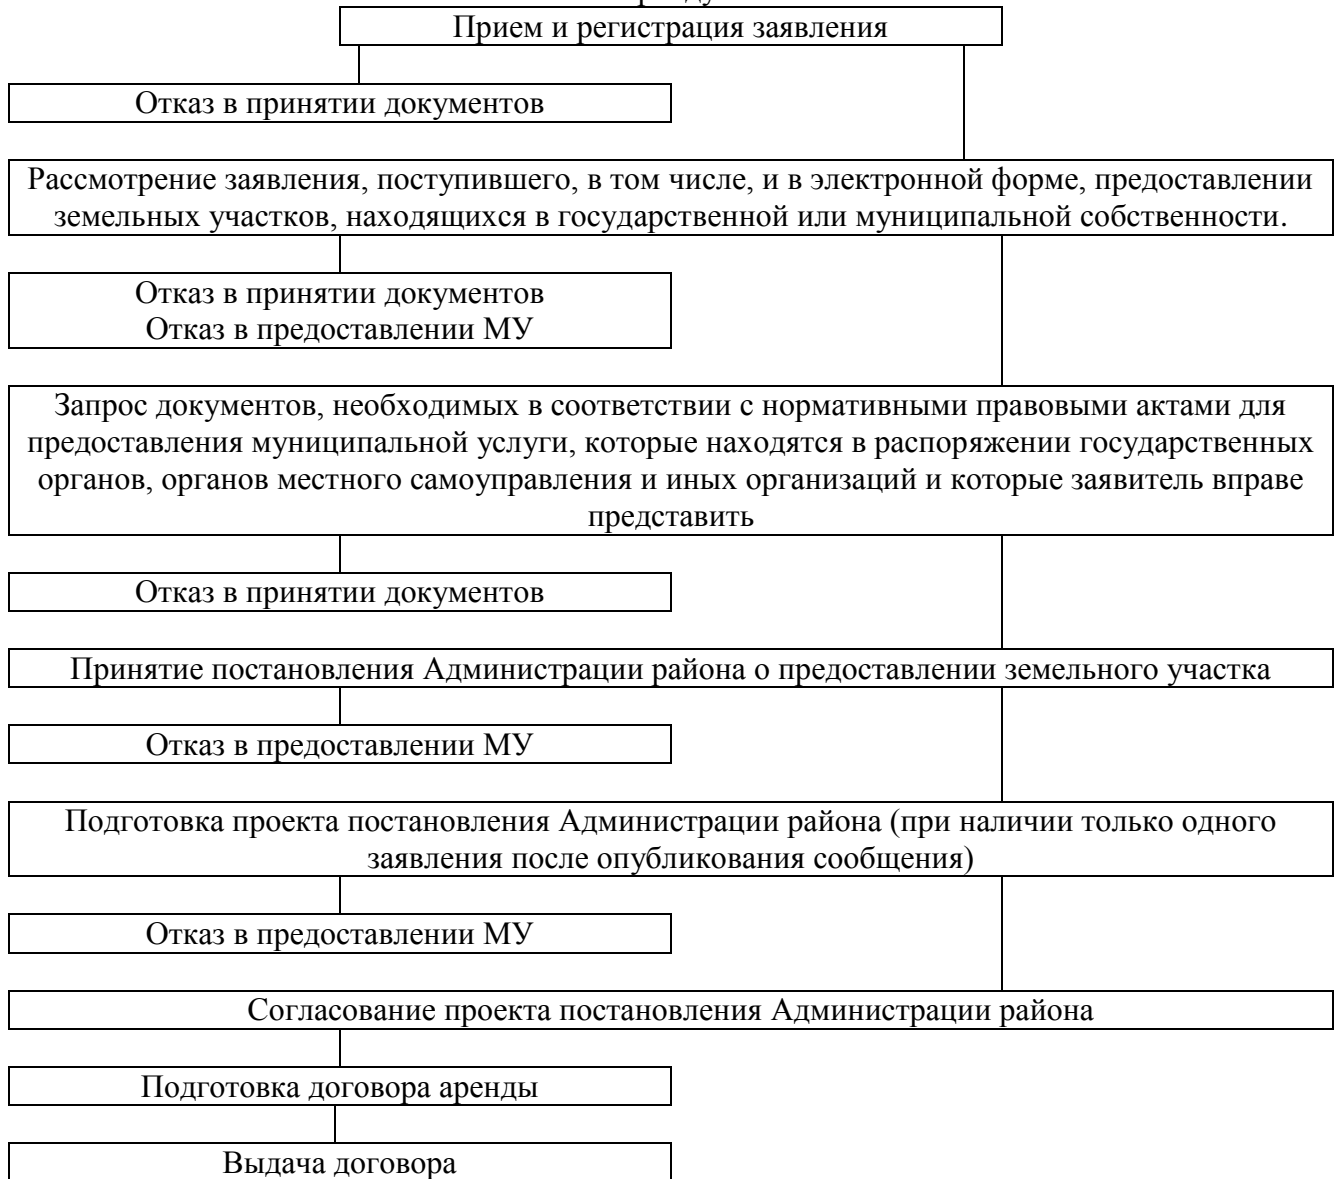 Прием и регистрация заявления
Отказ в принятии документов
Рассмотрение заявления, поступившего, в том числе, и в электронной форме, предоставлении
земельных участков, находящихся в государственной или муниципальной собственности.
Отказ в принятии документов
Отказ в предоставлении МУ
Запрос документов, необходимых в соответствии с нормативными правовыми актами для
предоставления муниципальной услуги, которые находятся в распоряжении государственных
органов, органов местного самоуправления и иных организаций и которые заявитель вправе
представить
Отказ в принятии документов
Принятие постановления Администрации района о предоставлении земельного участка
Отказ в предоставлении МУ
Подготовка проекта постановления Администрации района (при наличии только одного
заявления после опубликования сообщения)
Отказ в предоставлении МУ
Согласование проекта постановления Администрации района
Подготовка договора аренды
Выдача договора